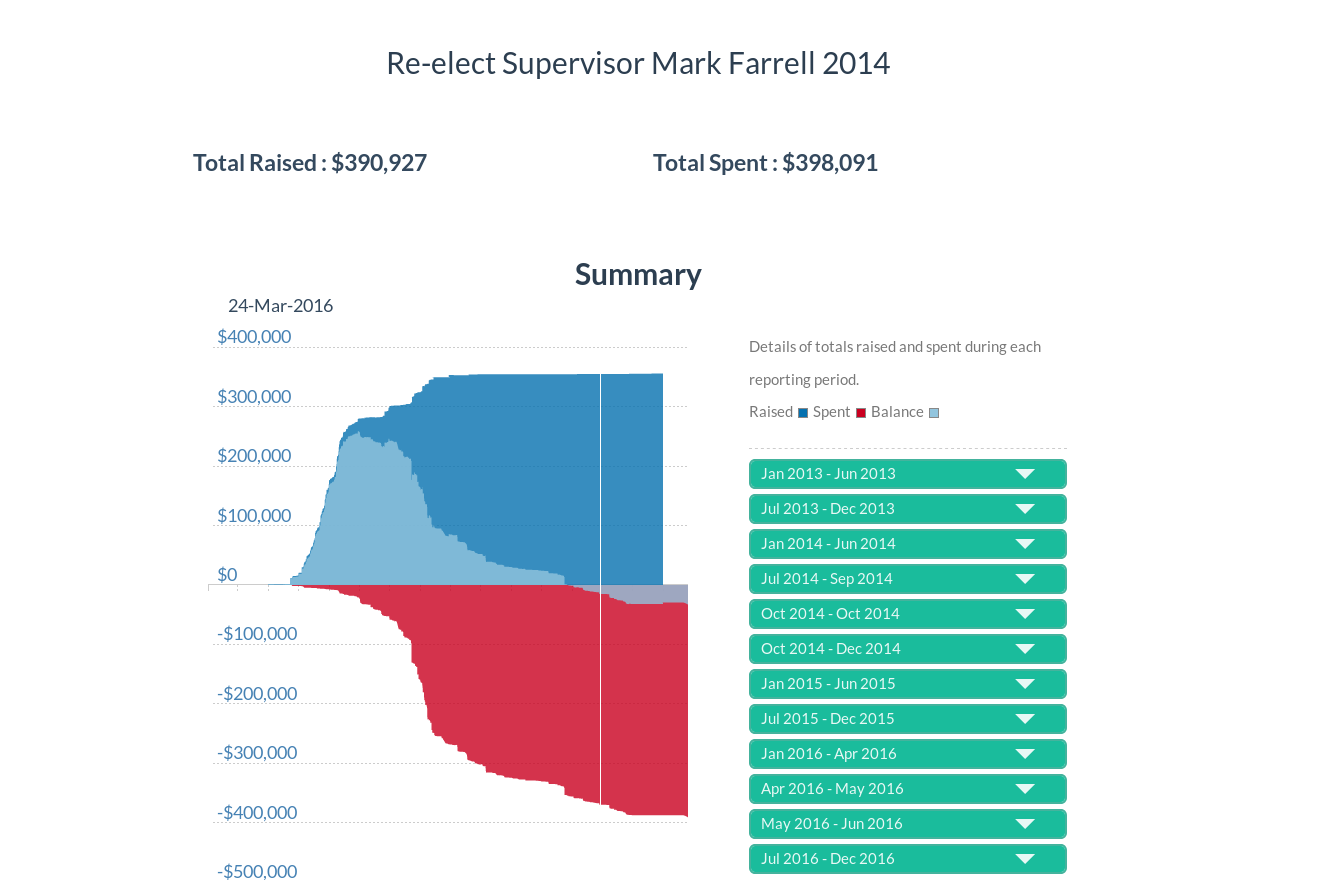 Re-elect Supervisor Mark Farrell 2014
Total Raised : $390,927
Total Spent : $398,091
Summary
24-Mar-2016
$400,000
$300,000
$200,000
$100,000
$0
-$100,000
-$200,000
-$300,000
-$400,000
-$500,000
Details of totals raised and spent during each
reporting period.
Raised Spent Balance
Jan 2013 - Jun 2013
Jul 2013 - Dec 2013
Jan 2014 - Jun 2014
Jul 2014 - Sep 2014
Oct 2014 - Oct 2014
Oct 2014 - Dec 2014
Jan 2015 - Jun 2015
Jul 2015 - Dec 2015
Jan 2016 - Apr 2016
Apr 2016 - May 2016
May 2016 - Jun 2016
Jul 2016 - Dec 2016